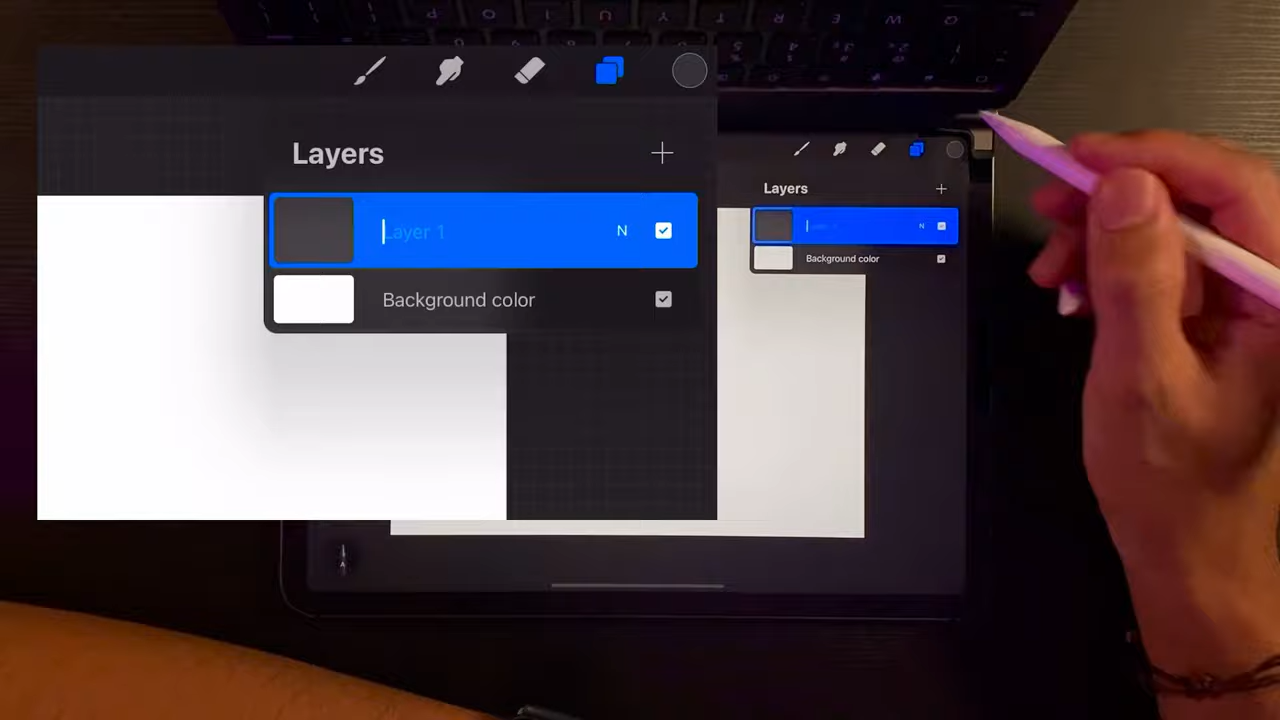 Layers
Layer 1 N
Background color
Layers
N
Background color
P O I U Y T R E W Q
A